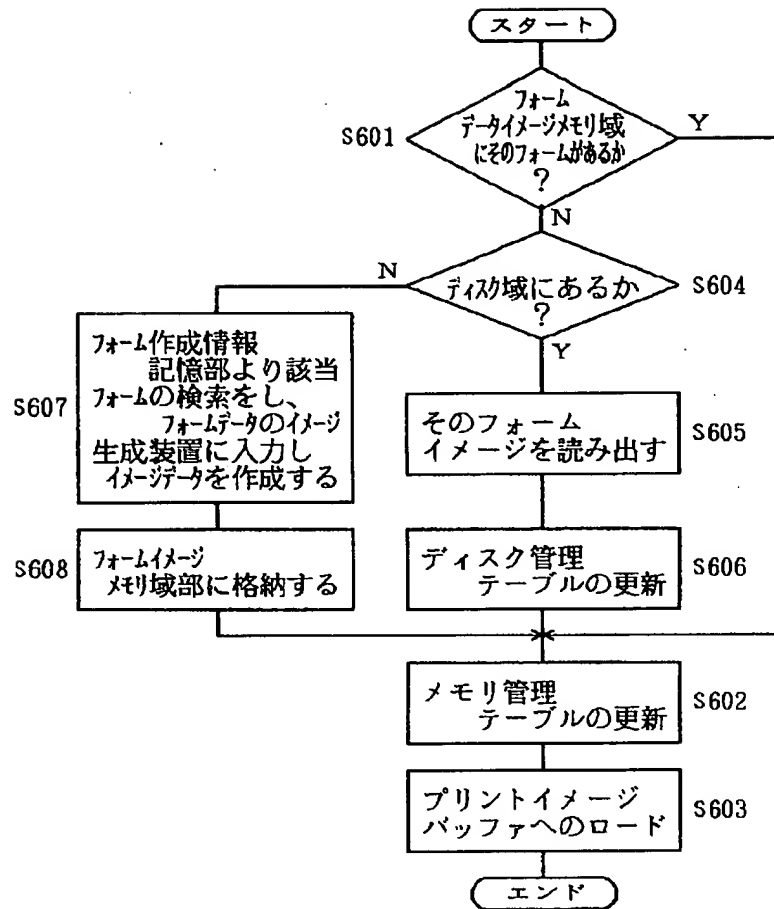 スタート
フォーム
データイメージメモリ域
にそのフォームがあるか
?
S601
Y
N
ディスク域にあるか
?
S604
N
Y
フォーム作成情報
記憶部より該当
フォームの検索をし、
フォームデータのイメージ
生成装置に入力し
イメージデータを作成する
S607
そのフォーム
イメージを読み出す
S605
フォームイメージ
メモリ域部に格納する
S608
ディスク管理
テーブルの更新
S606
メモリ管理
テーブルの更新
S602
プリントイメージ
バッファへのロード
S603
エンド